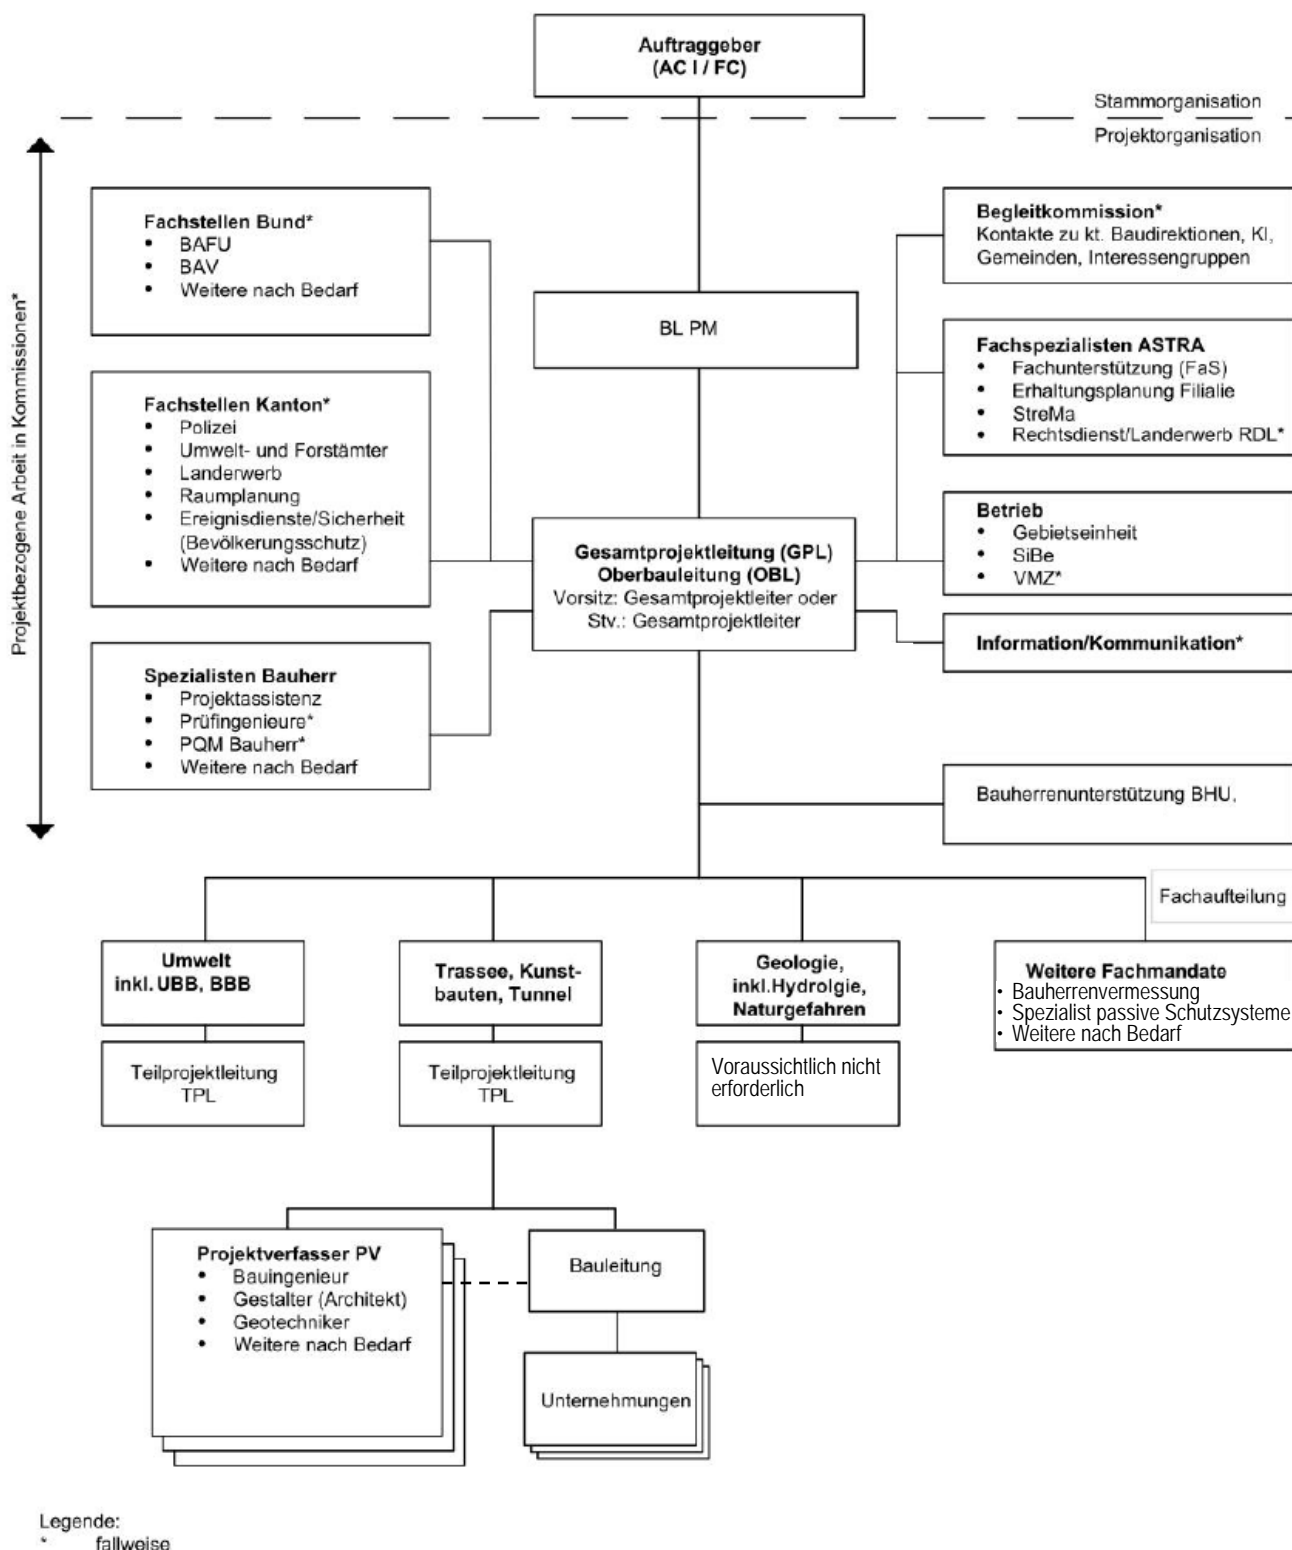 Auftraggeber
(AC I / FC)
Stammorganisation
Projektorganisation
Projektbezogene Arbeit in Kommissionen*
Fachstellen Bund*
• BAFU
• BAV
• Weitere nach Bedarf
Begleitkommission*
Kontakte zu kt. Baudirektionen, KI,
Gemeinden, Interessengruppen
BL PM
Fachspezialisten ASTRA
• Fachunterstützung (FaS)
• Erhaltungsplanung Filialie
• StreMa
• Rechtsdienst/Landerwerb RDL*
Fachstellen Kanton*
• Polizei
• Umwelt- und Forstämter
• Landerwerb
• Raumplanung
• Ereignisdienste/Sicherheit
(Bevölkerungsschutz)
• Weitere nach Bedarf
Betrieb
• Gebietseinheit
• SiBe
• VMZ*
Gesamtprojektleitung (GPL)
Oberbauleitung (OBL)
Vorsitz: Gesamtprojektleiter oder
Stv.: Gesamtprojektleiter
Information/Kommunikation*
Spezialisten Bauherr
• Projektassistenz
• Prüfingenieure*
• PQM Bauherr*
• Weitere nach Bedarf
Bauherrenunterstützung BHU,
Fachaufteilung
Umwelt
inkl. UBB, BBB
Trassee, Kunst-
bauten, Tunnel
Geologie,
inkl.Hydrolgie,
Naturgefahren
Weitere Fachmandate
• Bauherrenvermessung
• Spezialist passive Schutzsysteme
• Weitere nach Bedarf
Teilprojektleitung
TPL
Teilprojektleitung
TPL
Voraussichtlich nicht
erforderlich
Projektverfasser PV
• Bauingenieur
• Gestalter (Architekt)
• Geotechniker
• Weitere nach Bedarf
Bauleitung
Unternehmungen
Legende:
* fallweise